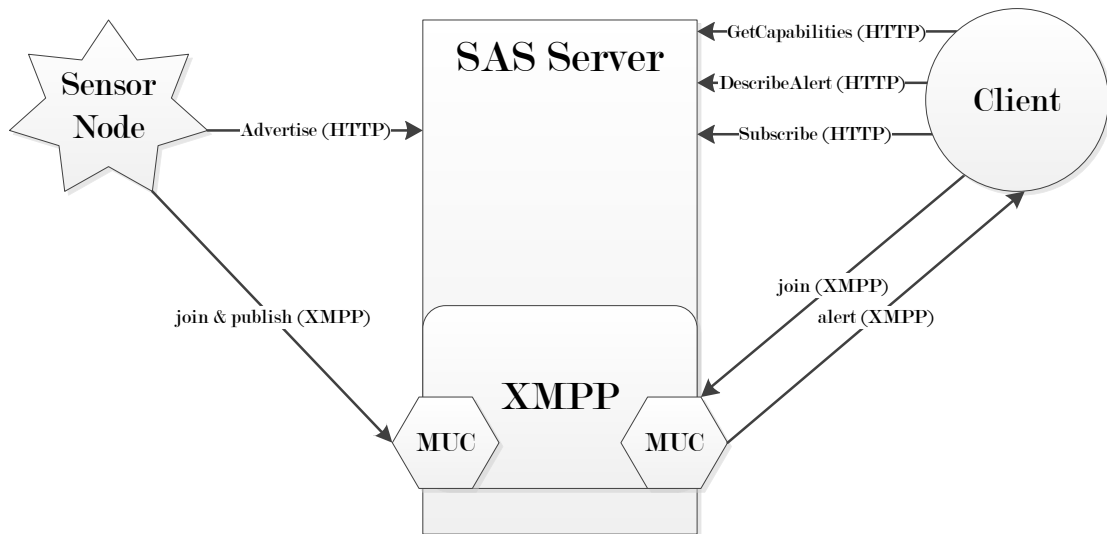 Sensor
Node
SAS Server
GetCapabilities (HTTP)
DescribeAlert (HTTP)
Client
Advertise (HTTP)
Subscribe (HTTP)
join (XMPP)
join & publish (XMPP)
alert (XMPP)
XMPP
MUC
MUC